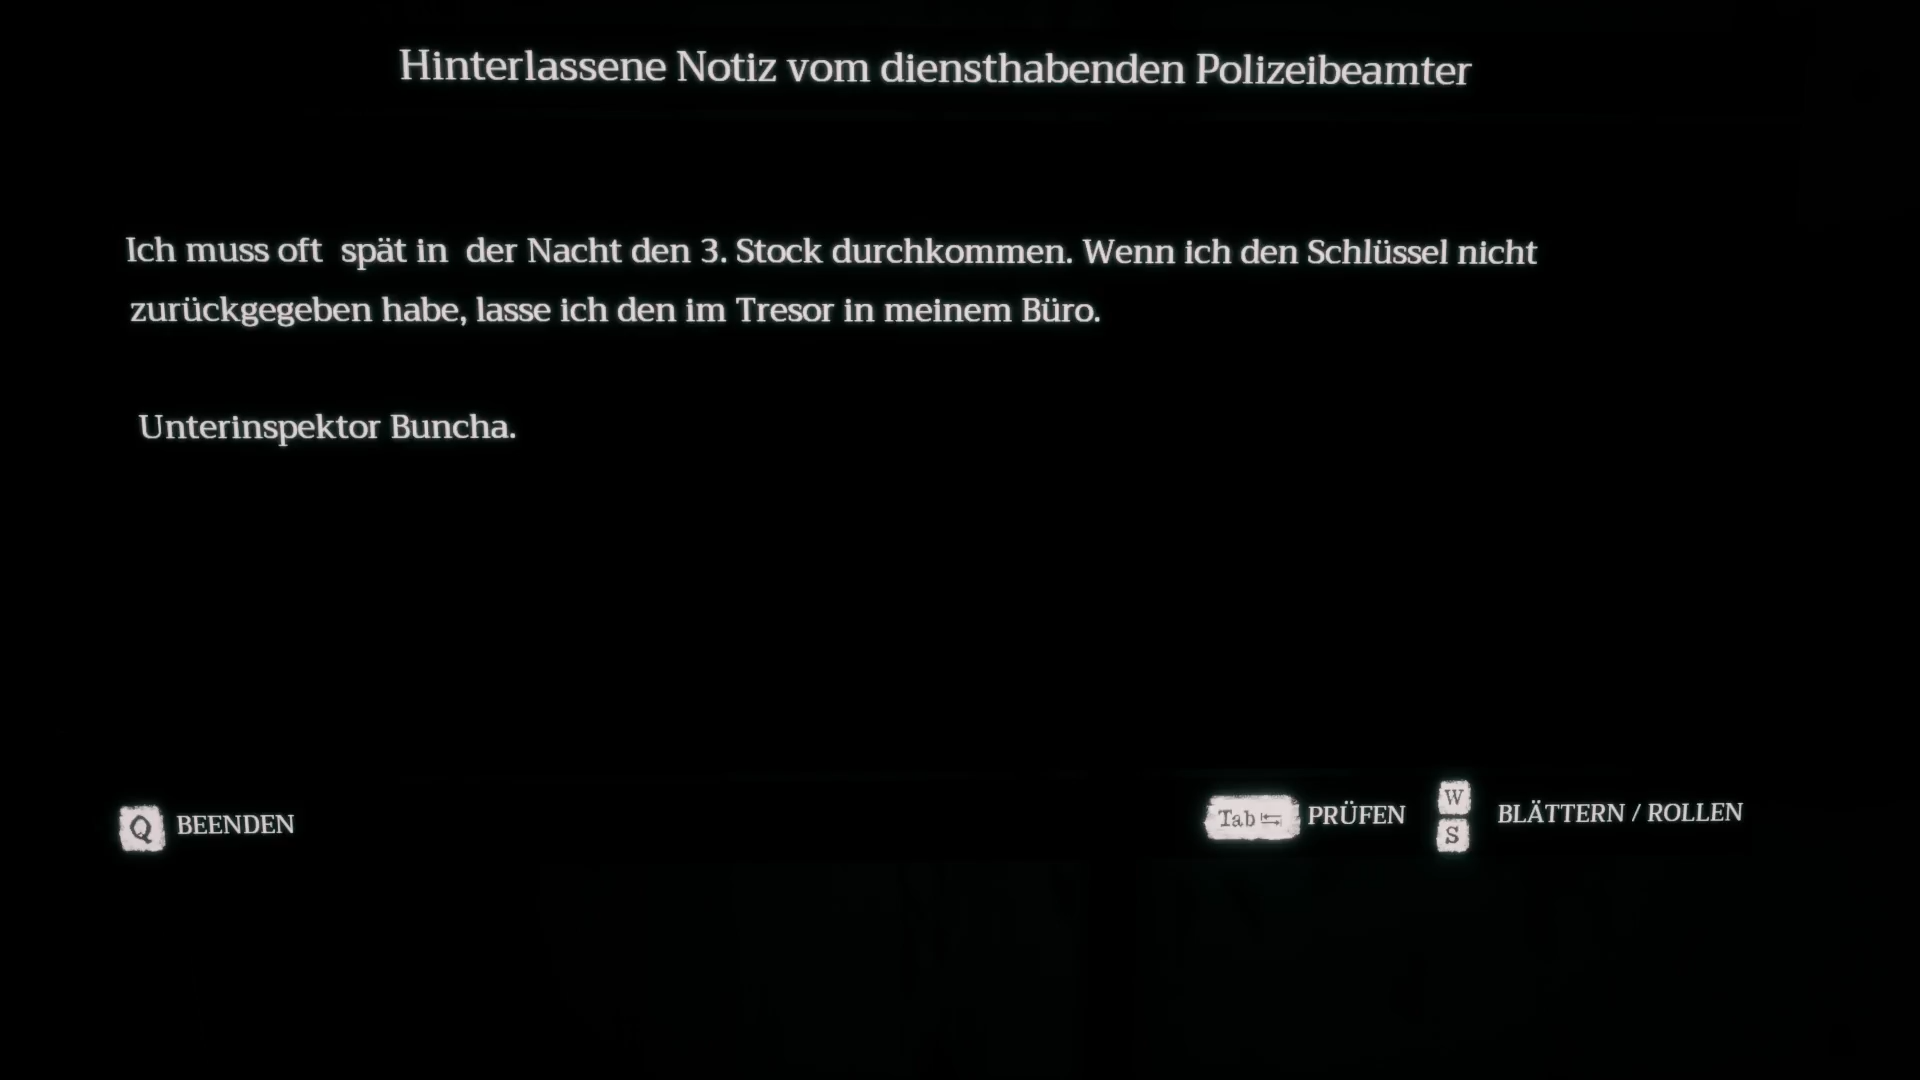 Hinterlassene Notiz vom diensthabenden Polizeibeamter
Ich muss oft  spät in  der Nacht den 3. Stock durchkommen. Wenn ich den Schlüssel nicht
zurückgegeben habe, lasse ich den im Tresor in meinem Büro.
Unterinspektor Buncha.
Q BEENDEN
Tab PRÜFEN
W
S
BLÄTTERN / ROLLEN